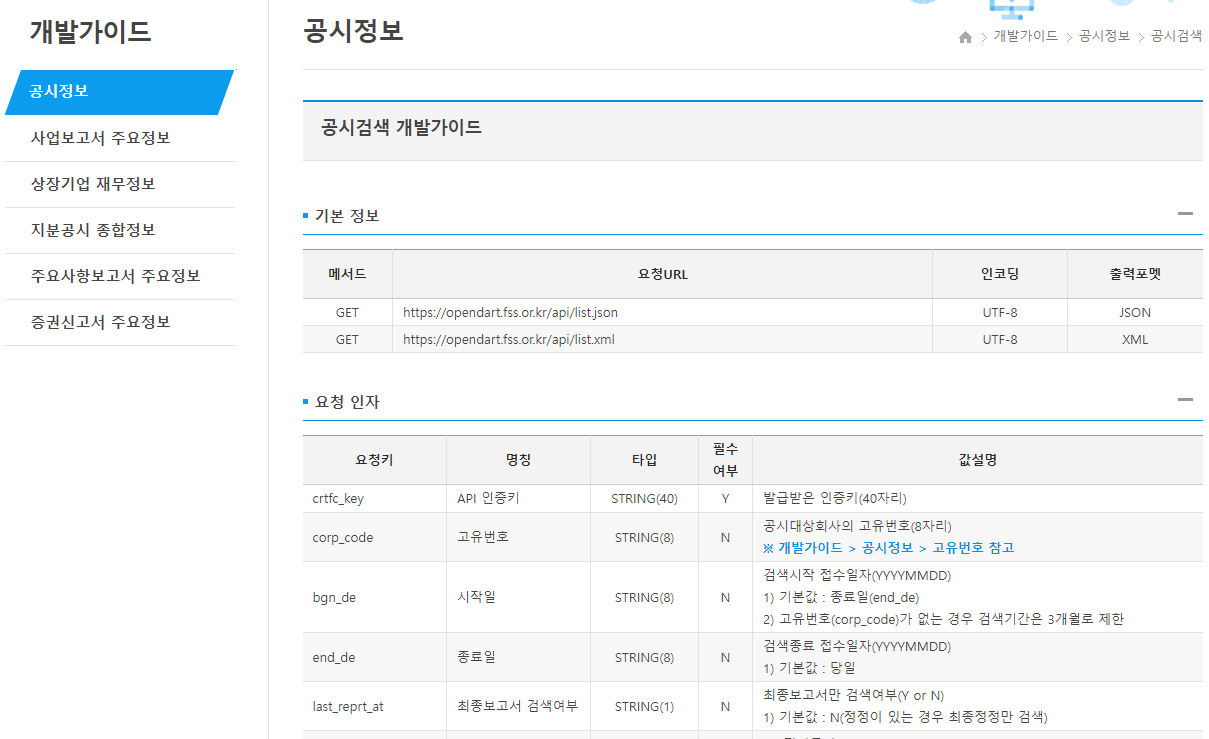 개발가이드
공시정보
사업보고서 주요정보
상장기업 재무정보
지분공시 종합정보
주요사항보고서 주요정보
증권신고서 주요정보
공시정보
개발가이드 > 공시정보 > 공시검색
공시검색 개발가이드
기본 정보
메서드 요청URL 인코딩 출력포멧
GET https://opendart.fss.or.kr/api/list.json UTF-8 JSON
GET https://opendart.fss.or.kr/api/list.xml UTF-8 XML
요청 인자
요청키 명칭 타입 필수 여부 값설명
crtfc_key API 인증키 STRING(40) Y 발급받은 인증키(40자리)
corp_code 고유번호 STRING(8) N 공시대상회사의 고유번호(8자리)
※ 개발가이드 > 공시정보 > 고유번호 참고
bgn_de 시작일 STRING(8) N 검색시작 접수일자(YYYYMMDD)
1) 기본값 : 종료일(end_de)
2) 고유번호(corp_code)가 없는 경우 검색기간은 3개월로 제한
end_de 종료일 STRING(8) N 검색종료 접수일자(YYYYMMDD)
1) 기본값 : 당일
last_reprt_at 최종보고서 검색여부 STRING(1) N 최종보고서만 검색여부(Y or N)
1) 기본값 : N(정정이 있는 경우 최종정정만 검색)